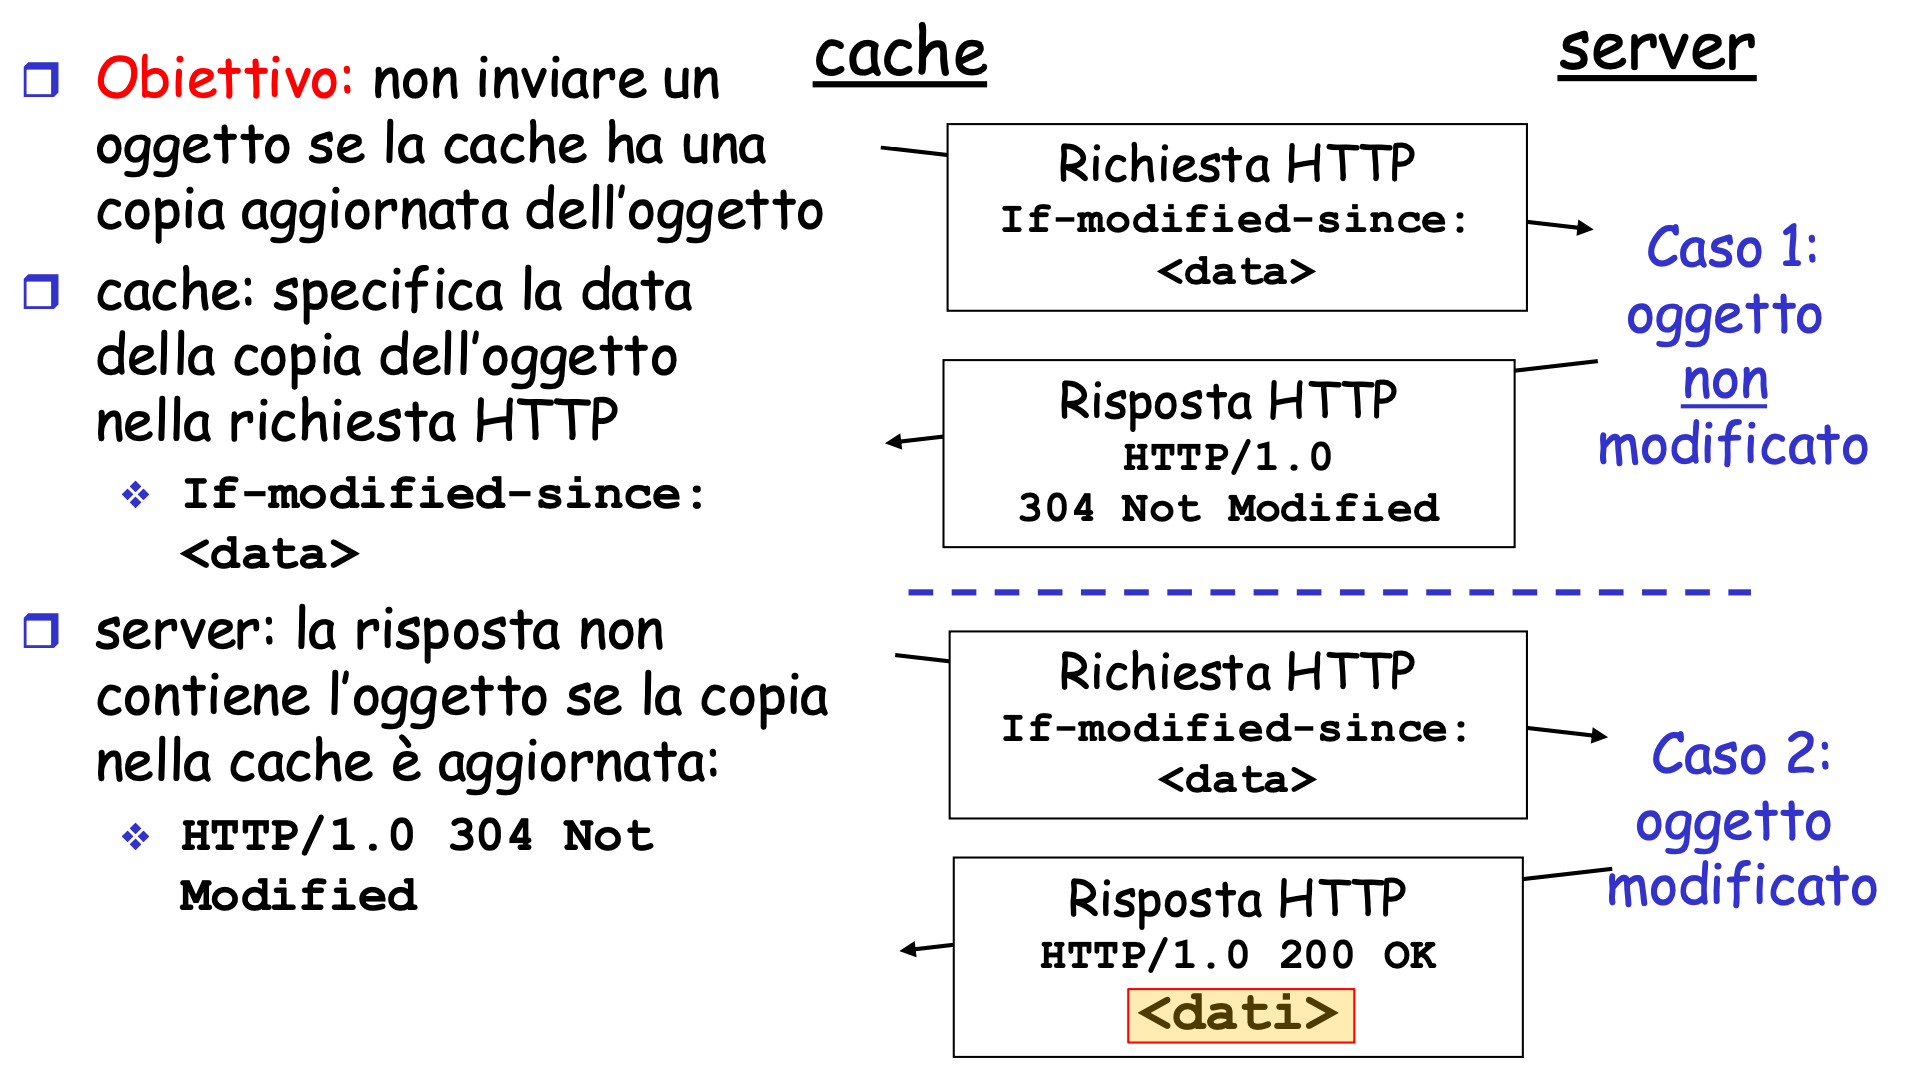 Obiettivo: non inviare un
oggetto se la cache ha una
copia aggiornata dell'oggetto
cache: specifica la data
della copia dell'oggetto
nella richiesta HTTP
If-modified-since:
<data>
server: la risposta non
contiene l'oggetto se la copia
nella cache è aggiornata:
HTTP/1.0 304 Not
Modified
cache
server
Richiesta HTTP
If-modified-since:
<data>
Risposta HTTP
HTTP/1.0
304 Not Modified
Caso 1:
oggetto
non
modificato
Richiesta HTTP
If-modified-since:
<data>
Risposta HTTP
HTTP/1.0 200 OK
<dati>
Caso 2:
oggetto
modificato